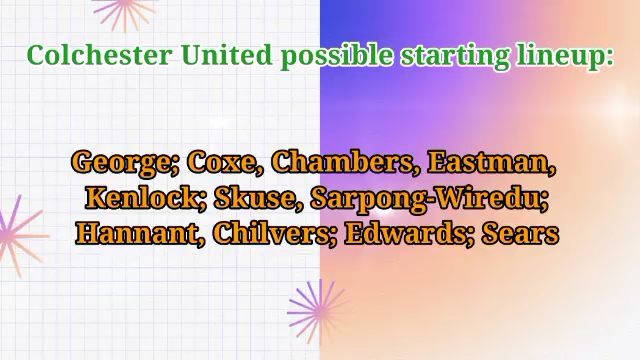 Colchester United possible starting lineup:
George; Coxe, Chambers, Eastman,
Kenlock; Skuse, Sarpong-Wiredu;
Hannant, Chilvers; Edwards; Sears